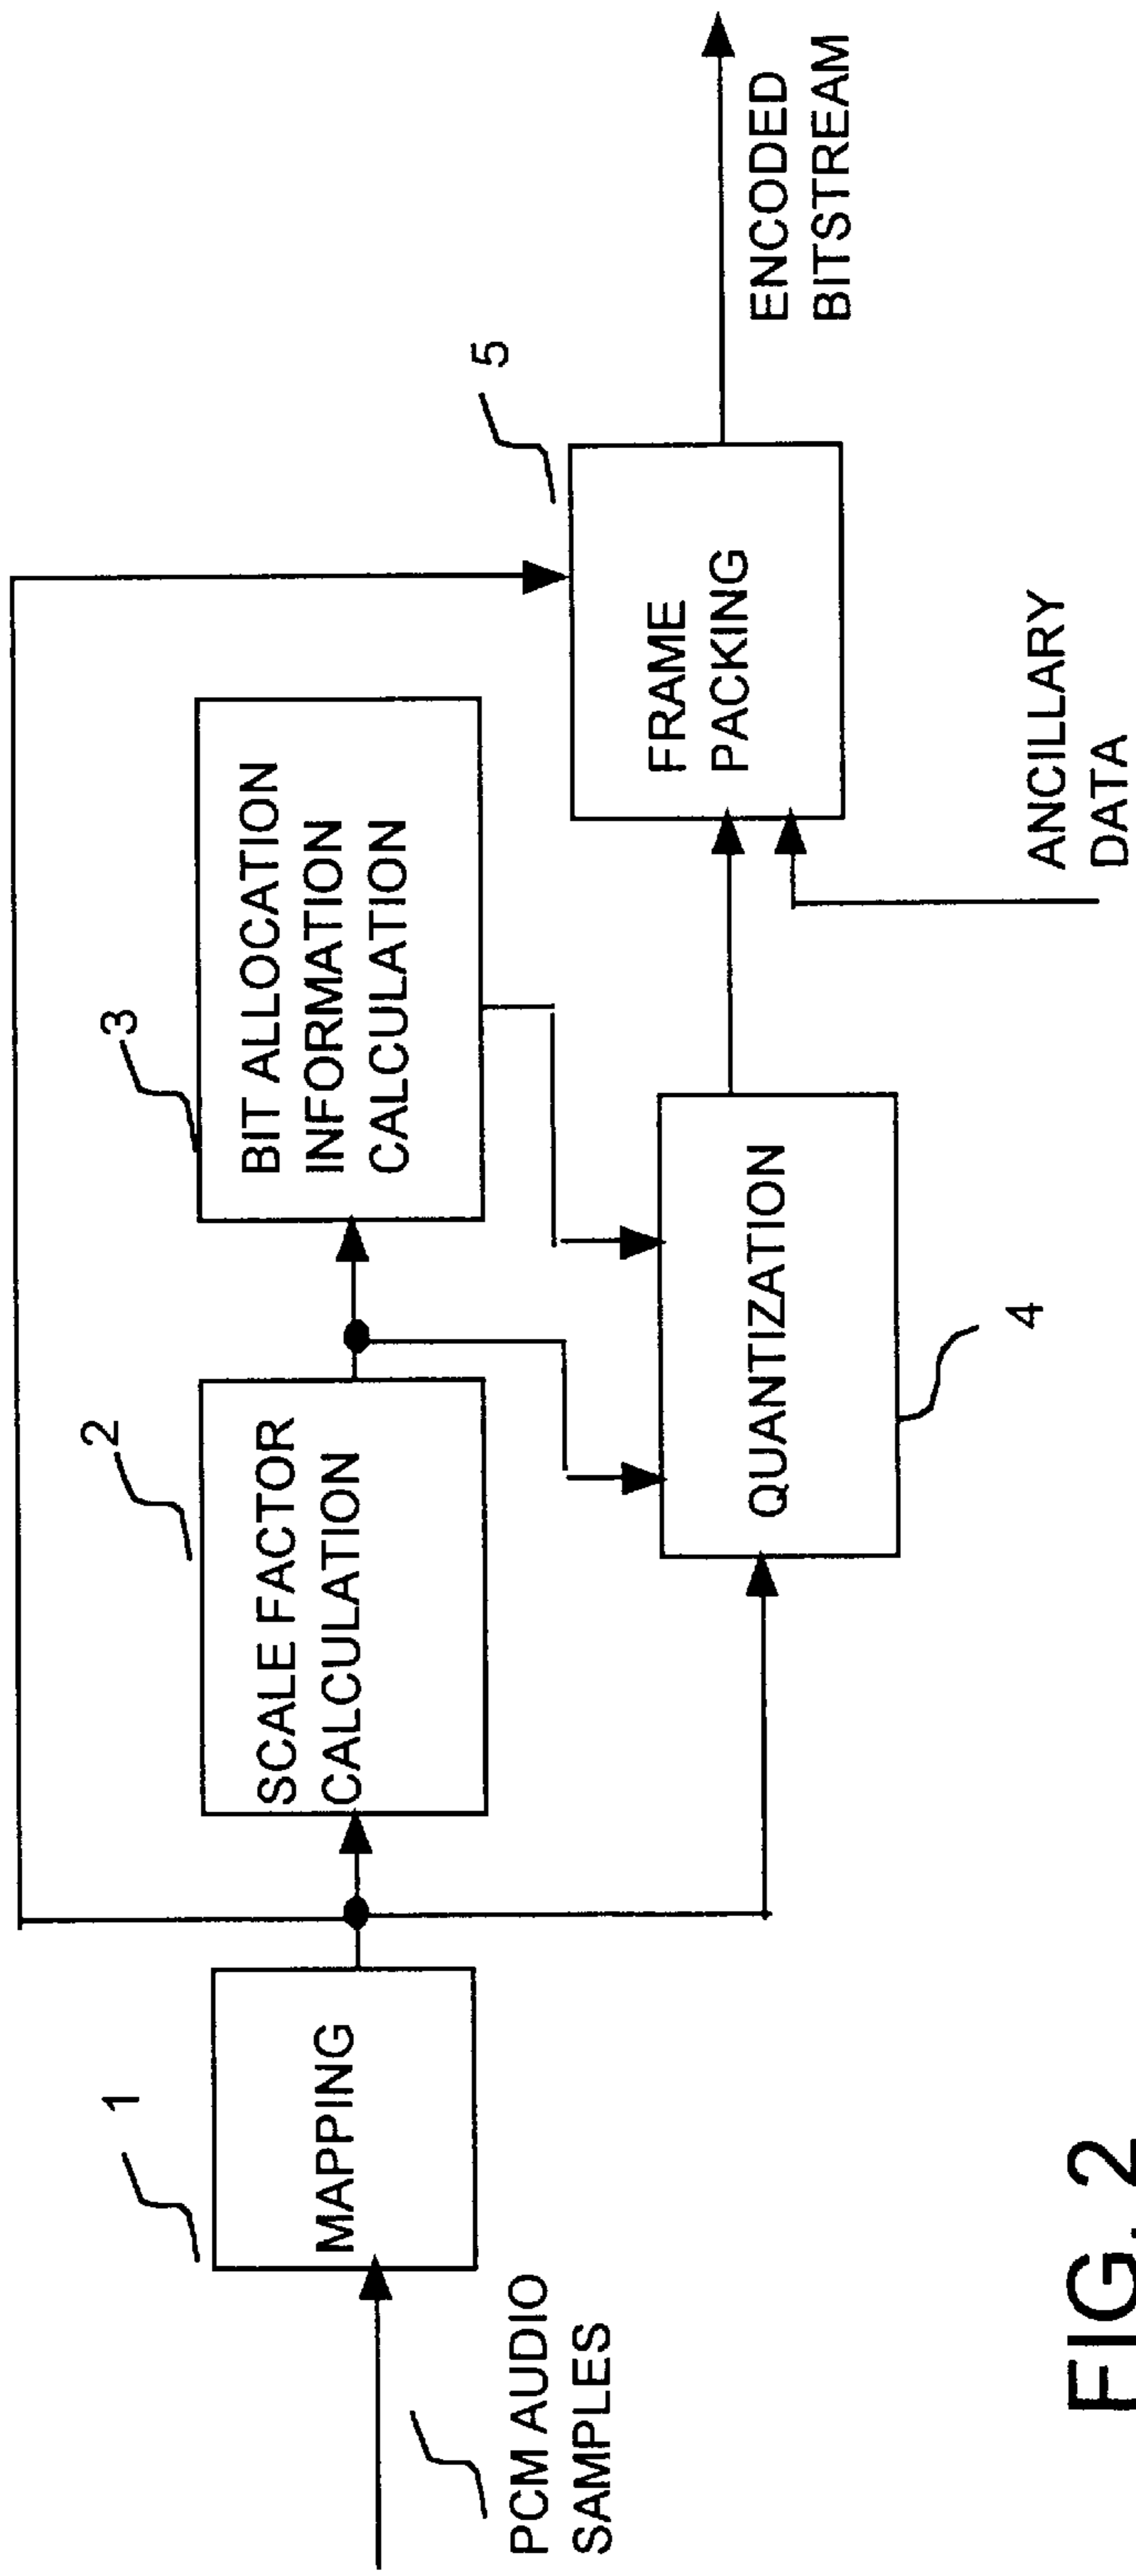 1
MAPPING
PCM AUDIO
SAMPLES
2
SCALE FACTOR
CALCULATION
3
BIT ALLOCATION
INFORMATION
CALCULATION
QUANTIZATION
4
5
FRAME
PACKING
ANCILLARY
DATA
ENCODED
BITSTREAM
FIG. 2